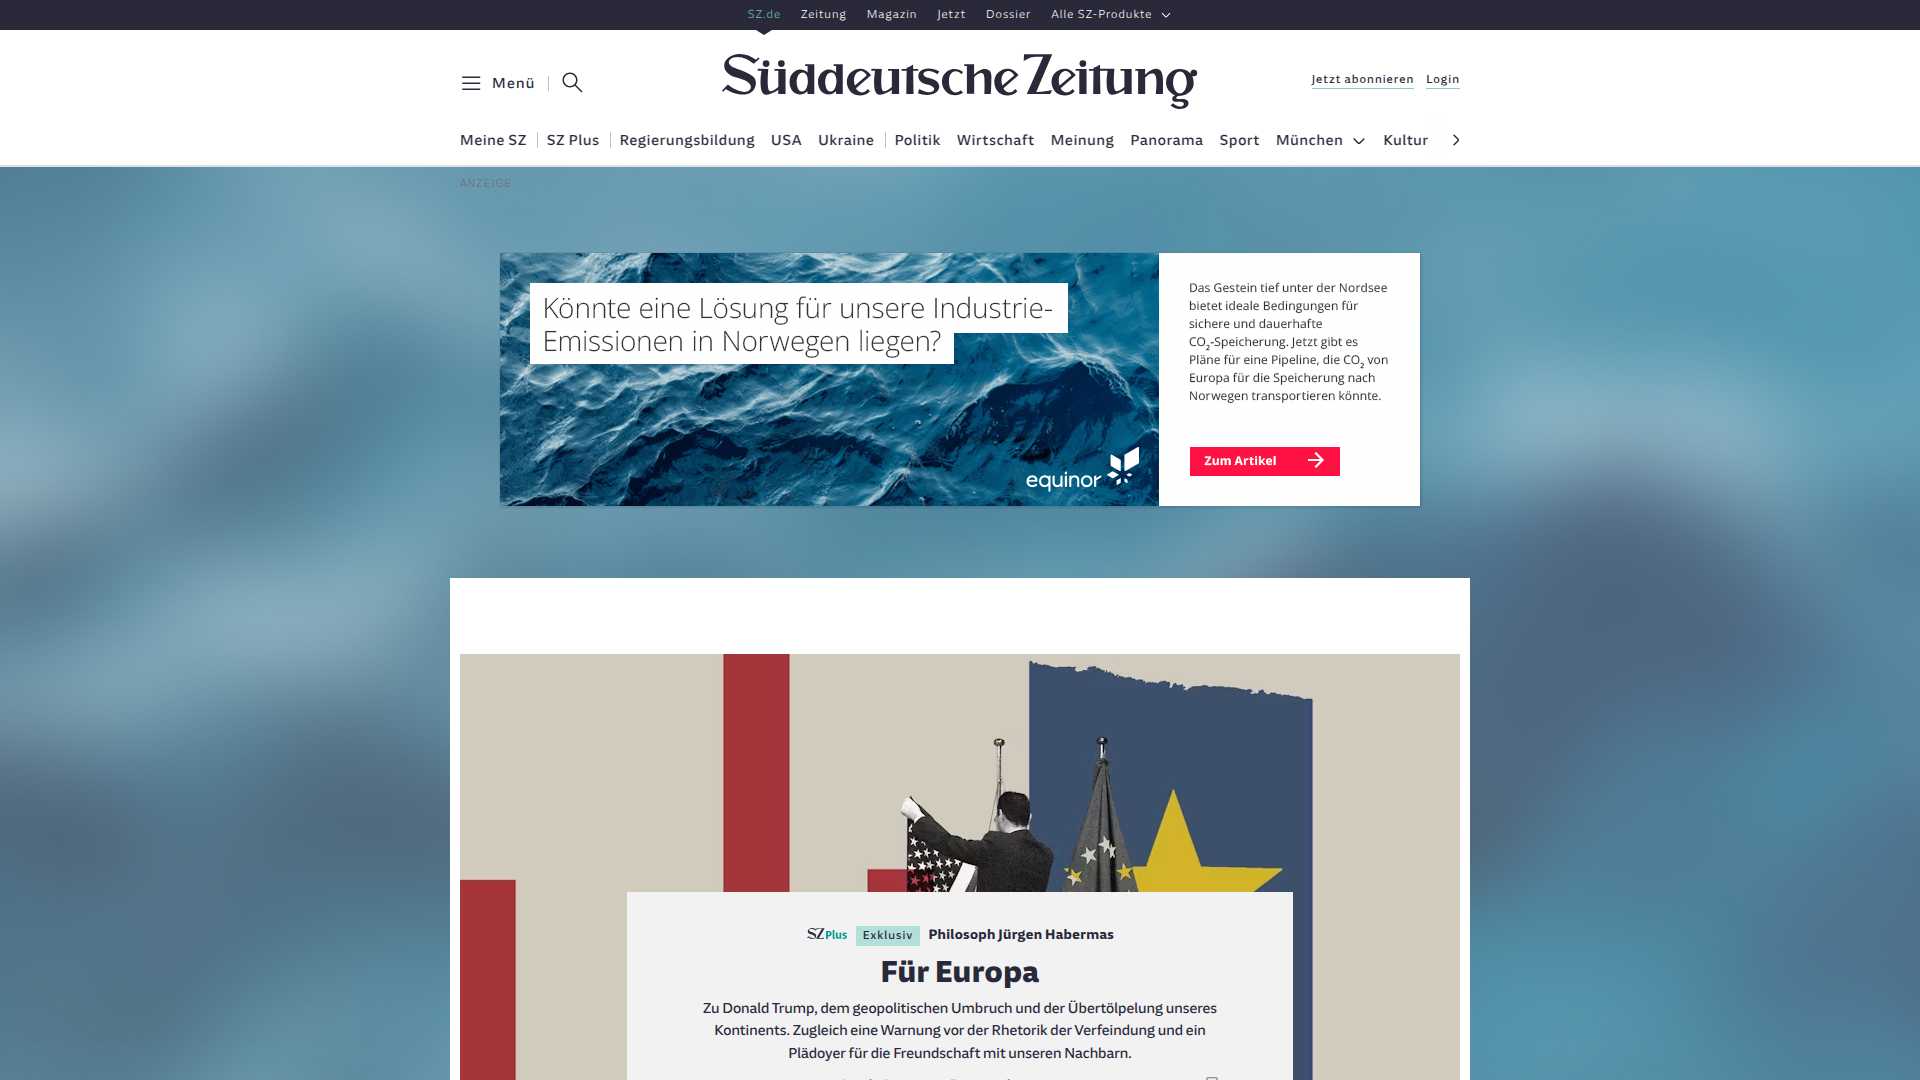 SZ.de Zeitung Magazin Jetzt Dossier Alle SZ-Produkte
Menü
Süddeutsche Zeitung
Jetzt abonnieren Login
Meine SZ SZ Plus Regierungsbildung USA Ukraine Politik Wirtschaft Meinung Panorama Sport München Kultur
ANZEIGE
Könnte eine Lösung für unsere Industrie-
Emissionen in Norwegen liegen?
equinor
Das Gestein tief unter der Nordsee
bietet ideale Bedingungen für
sichere und dauerhafte
CO₂-Speicherung. Jetzt gibt es
Pläne für eine Pipeline, die CO₂ von
Europa für die Speicherung nach
Norwegen transportieren könnte.
Zum Artikel
SZ Plus Exklusiv Philosoph Jürgen Habermas
Für Europa
Zu Donald Trump, dem geopolitischen Umbruch und der Übertölpelung unseres
Kontinents. Zugleich eine Warnung vor der Rhetorik der Verfeindung und ein
Plädoyer für die Freundschaft mit unseren Nachbarn.